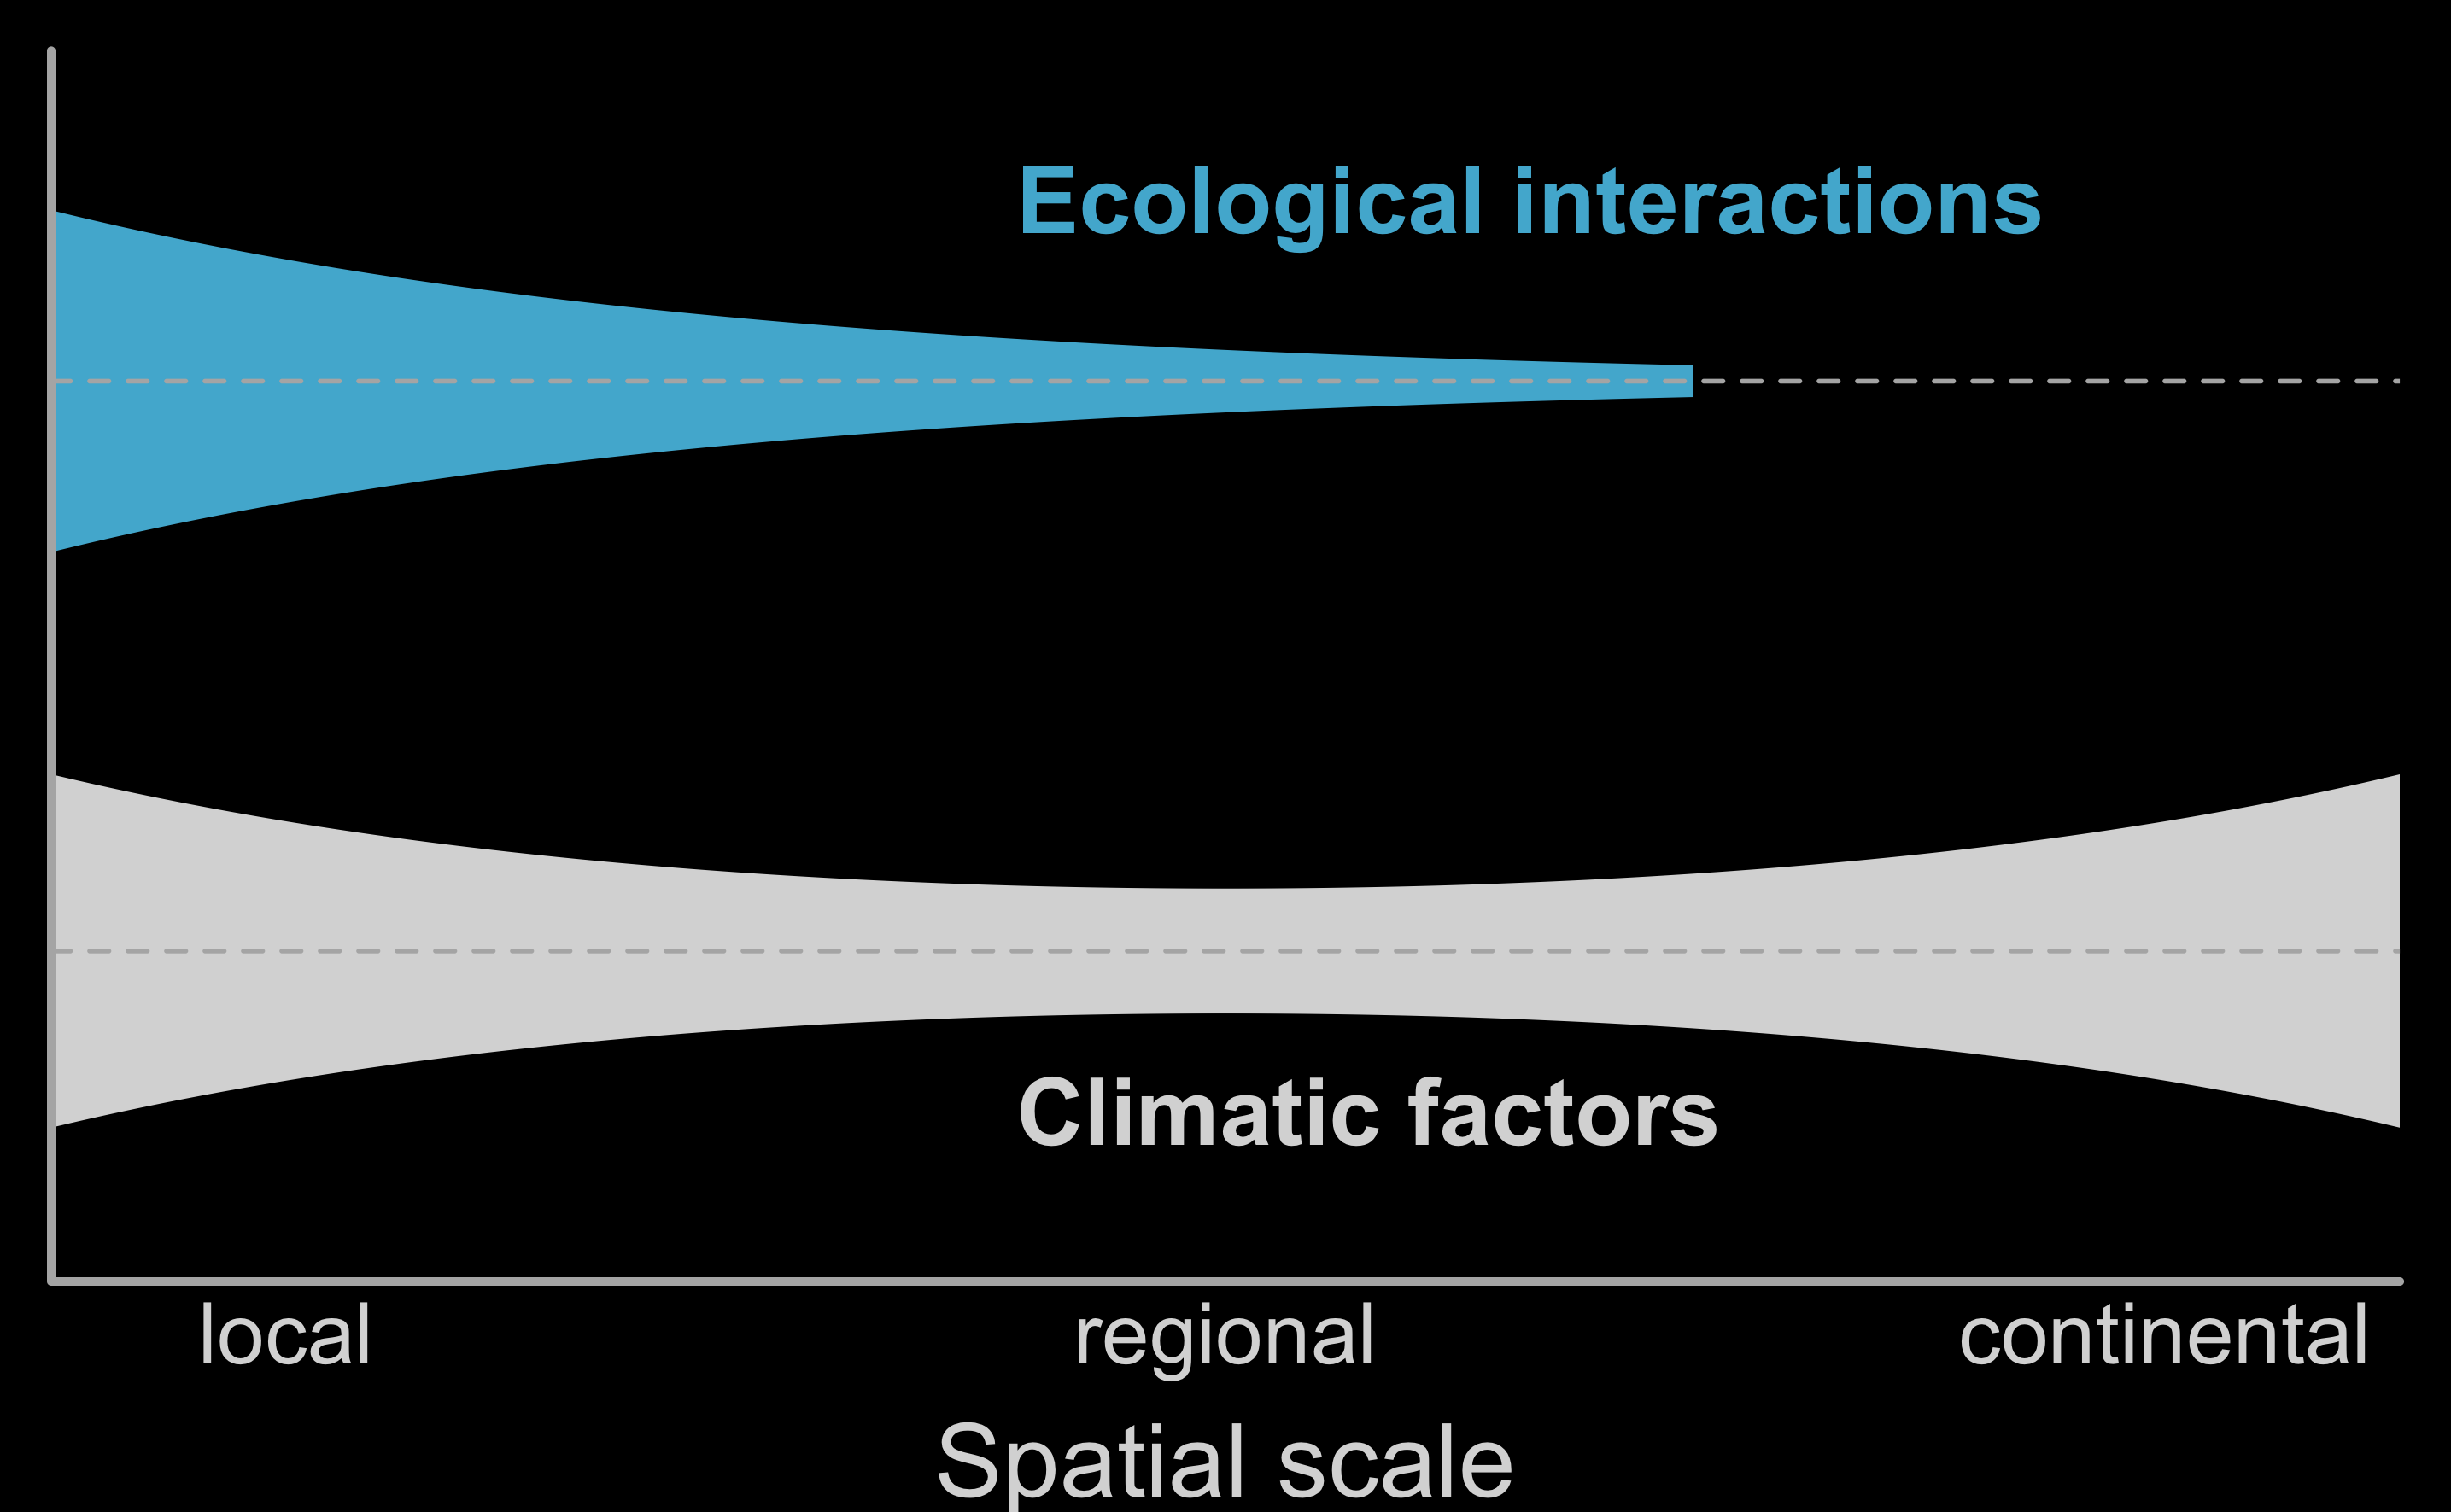 Ecological interactions
Climatic factors
local regional continental
Spatial scale